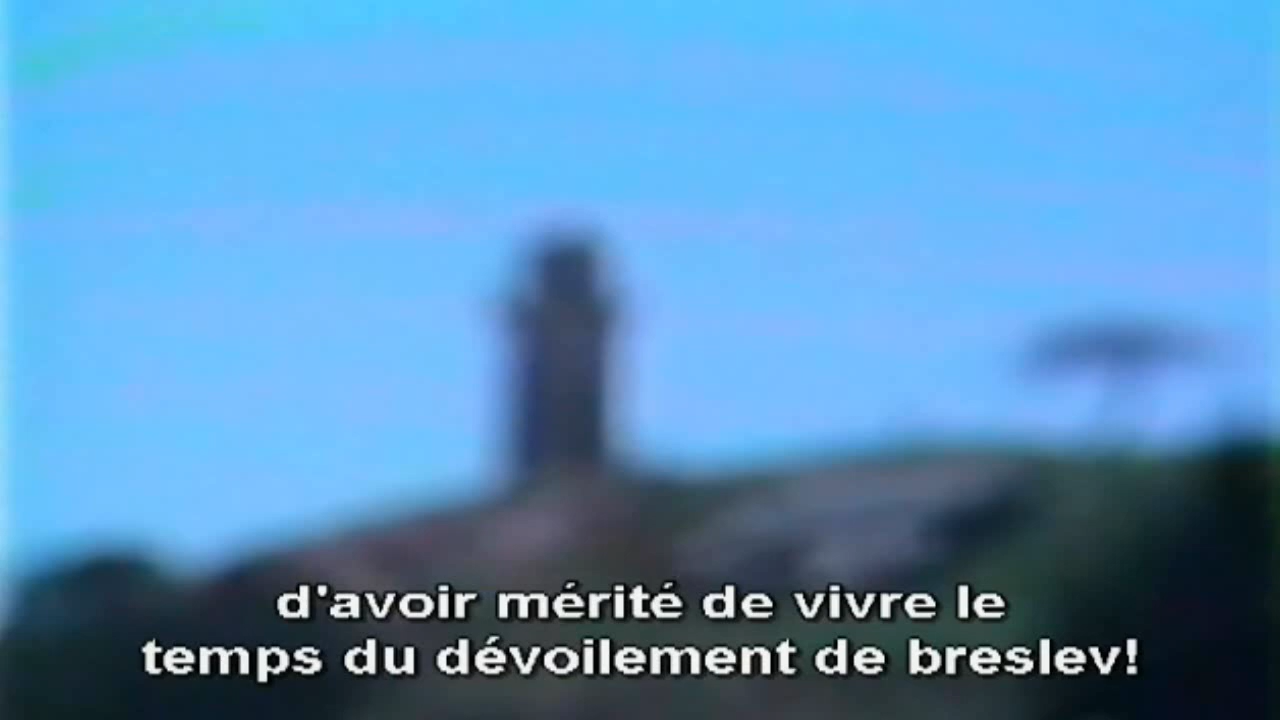 d'avoir mérité de vivre le
temps du dévoilement de breslev!